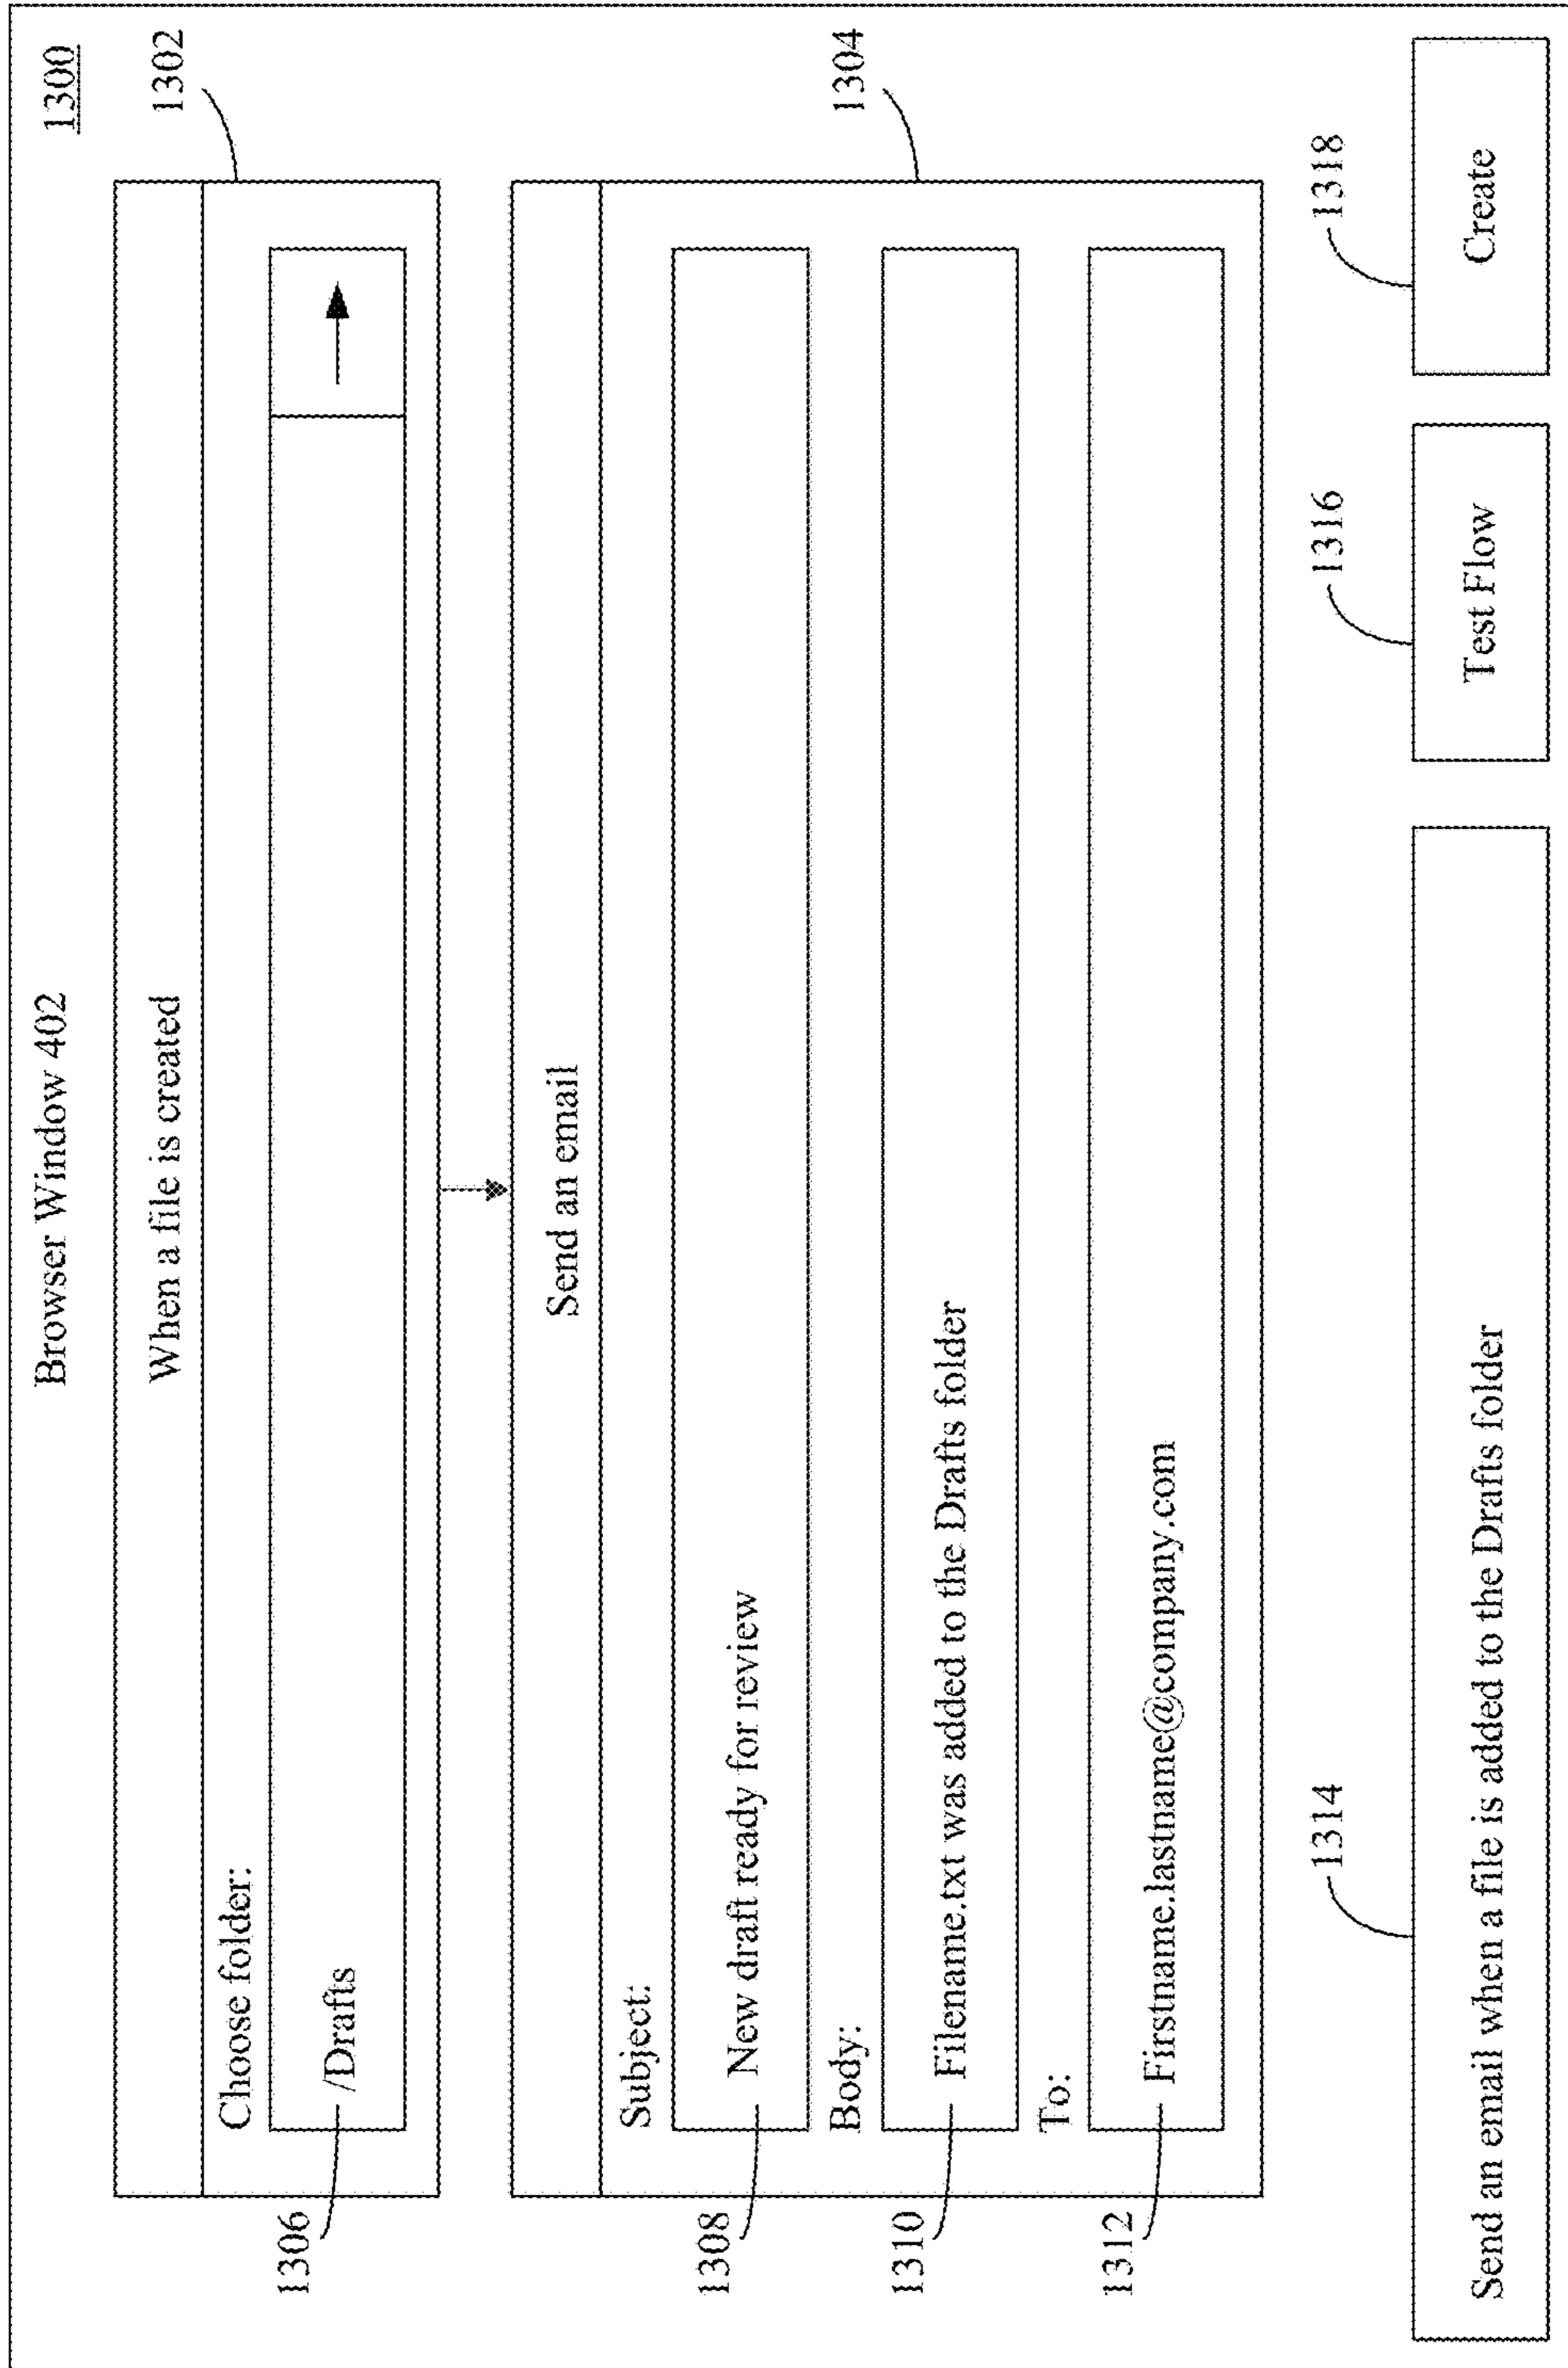 Browser Window 402
1300
When a file is created
1302
Choose folder:
1306
/Drafts
Send an email
1304
Subject:
1308
New draft ready for review
Body:
1310
Filename.txt was added to the Drafts folder
To:
1312
Firstname.lastname@company.com
1314
1316
1318
Send an email when a file is added to the Drafts folder
Test Flow
Create